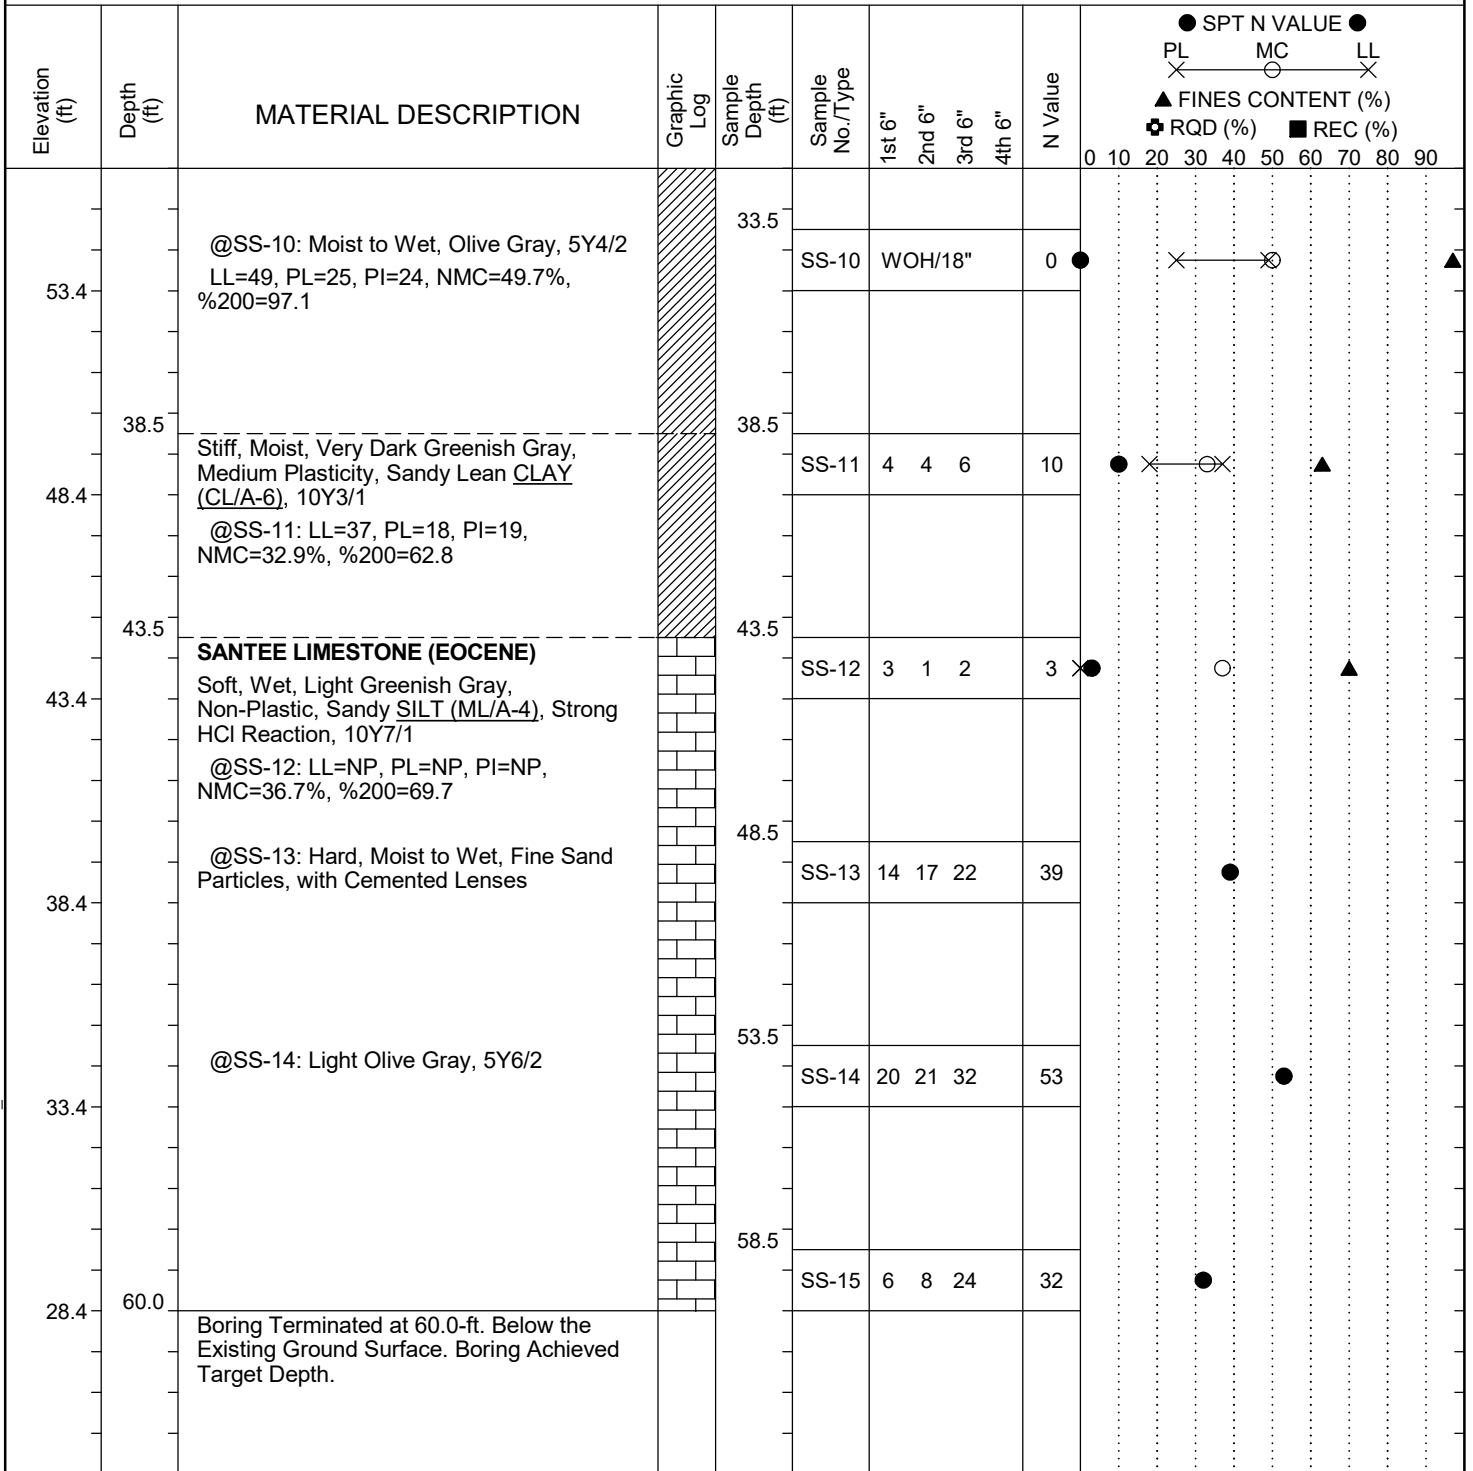 Elevation (ft)
Depth (ft)
MATERIAL DESCRIPTION
Graphic Log
Sample Depth (ft)
Sample No./Type
1st 6"
2nd 6"
3rd 6"
4th 6"
N Value
SPT N VALUE
PL MC LL
FINES CONTENT (%)
RQD (%) REC (%)
0 10 20 30 40 50 60 70 80 90
33.5
@SS-10: Moist to Wet, Olive Gray, 5Y4/2
SS-10 WOH/18" 0
LL=49, PL=25, PI=24, NMC=49.7%,
53.4
%200=97.1
38.5 38.5
Stiff, Moist, Very Dark Greenish Gray,
Medium Plasticity, Sandy Lean CLAY
SS-11 4 4 6 10
48.4
(CL/A-6), 10Y3/1
@SS-11: LL=37, PL=18, PI=19,
NMC=32.9%, %200=62.8
43.5 43.5
SANTEE LIMESTONE (EOCENE)
SS-12 3 1 2 3
Soft, Wet, Light Greenish Gray,
43.4
Non-Plastic, Sandy SILT (ML/A-4), Strong
HCl Reaction, 10Y7/1
@SS-12: LL=NP, PL=NP, PI=NP,
NMC=36.7%, %200=69.7
48.5
@SS-13: Hard, Moist to Wet, Fine Sand
SS-13 14 17 22 39
Particles, with Cemented Lenses
38.4
53.5
@SS-14: Light Olive Gray, 5Y6/2
SS-14 20 21 32 53
33.4
58.5
SS-15 6 8 24 32
60.0
28.4
Boring Terminated at 60.0-ft. Below the
Existing Ground Surface. Boring Achieved
Target Depth.